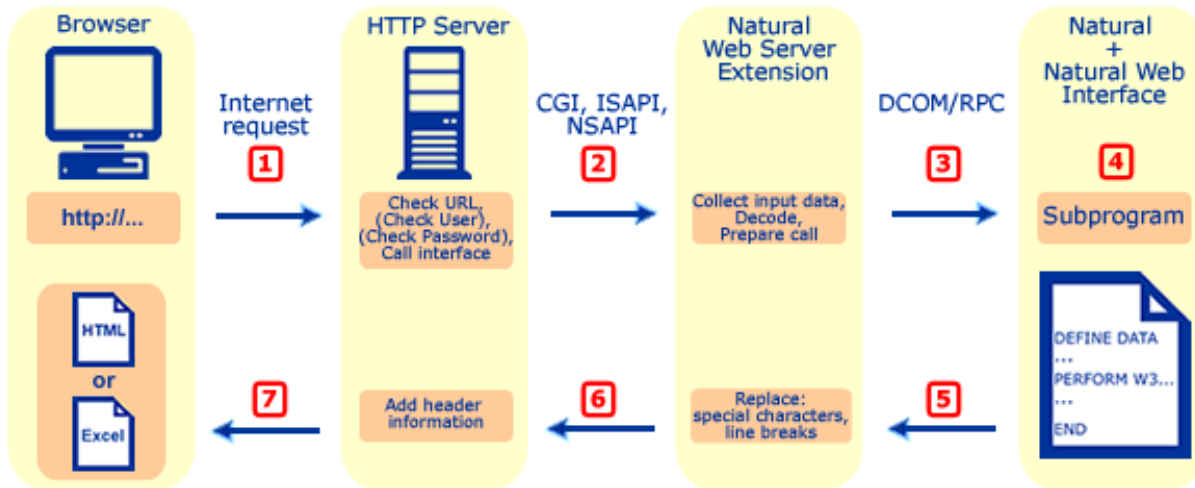 Browser
HTTP Server
Natural
Web Server
Extension
Natural
+
Natural Web
Interface
Internet
request
1
CGI, ISAPI,
NSAPI
2
DCOM/RPC
3
4
http://...
Check URL,
(Check User),
(Check Password),
Call interface
Collect input data,
Decode,
Prepare call
Subprogram
HTML
or
Excel
7
Add header
information
6
Replace:
special characters,
line breaks
5
DEFINE DATA
...
PERFORM W3...
...
END